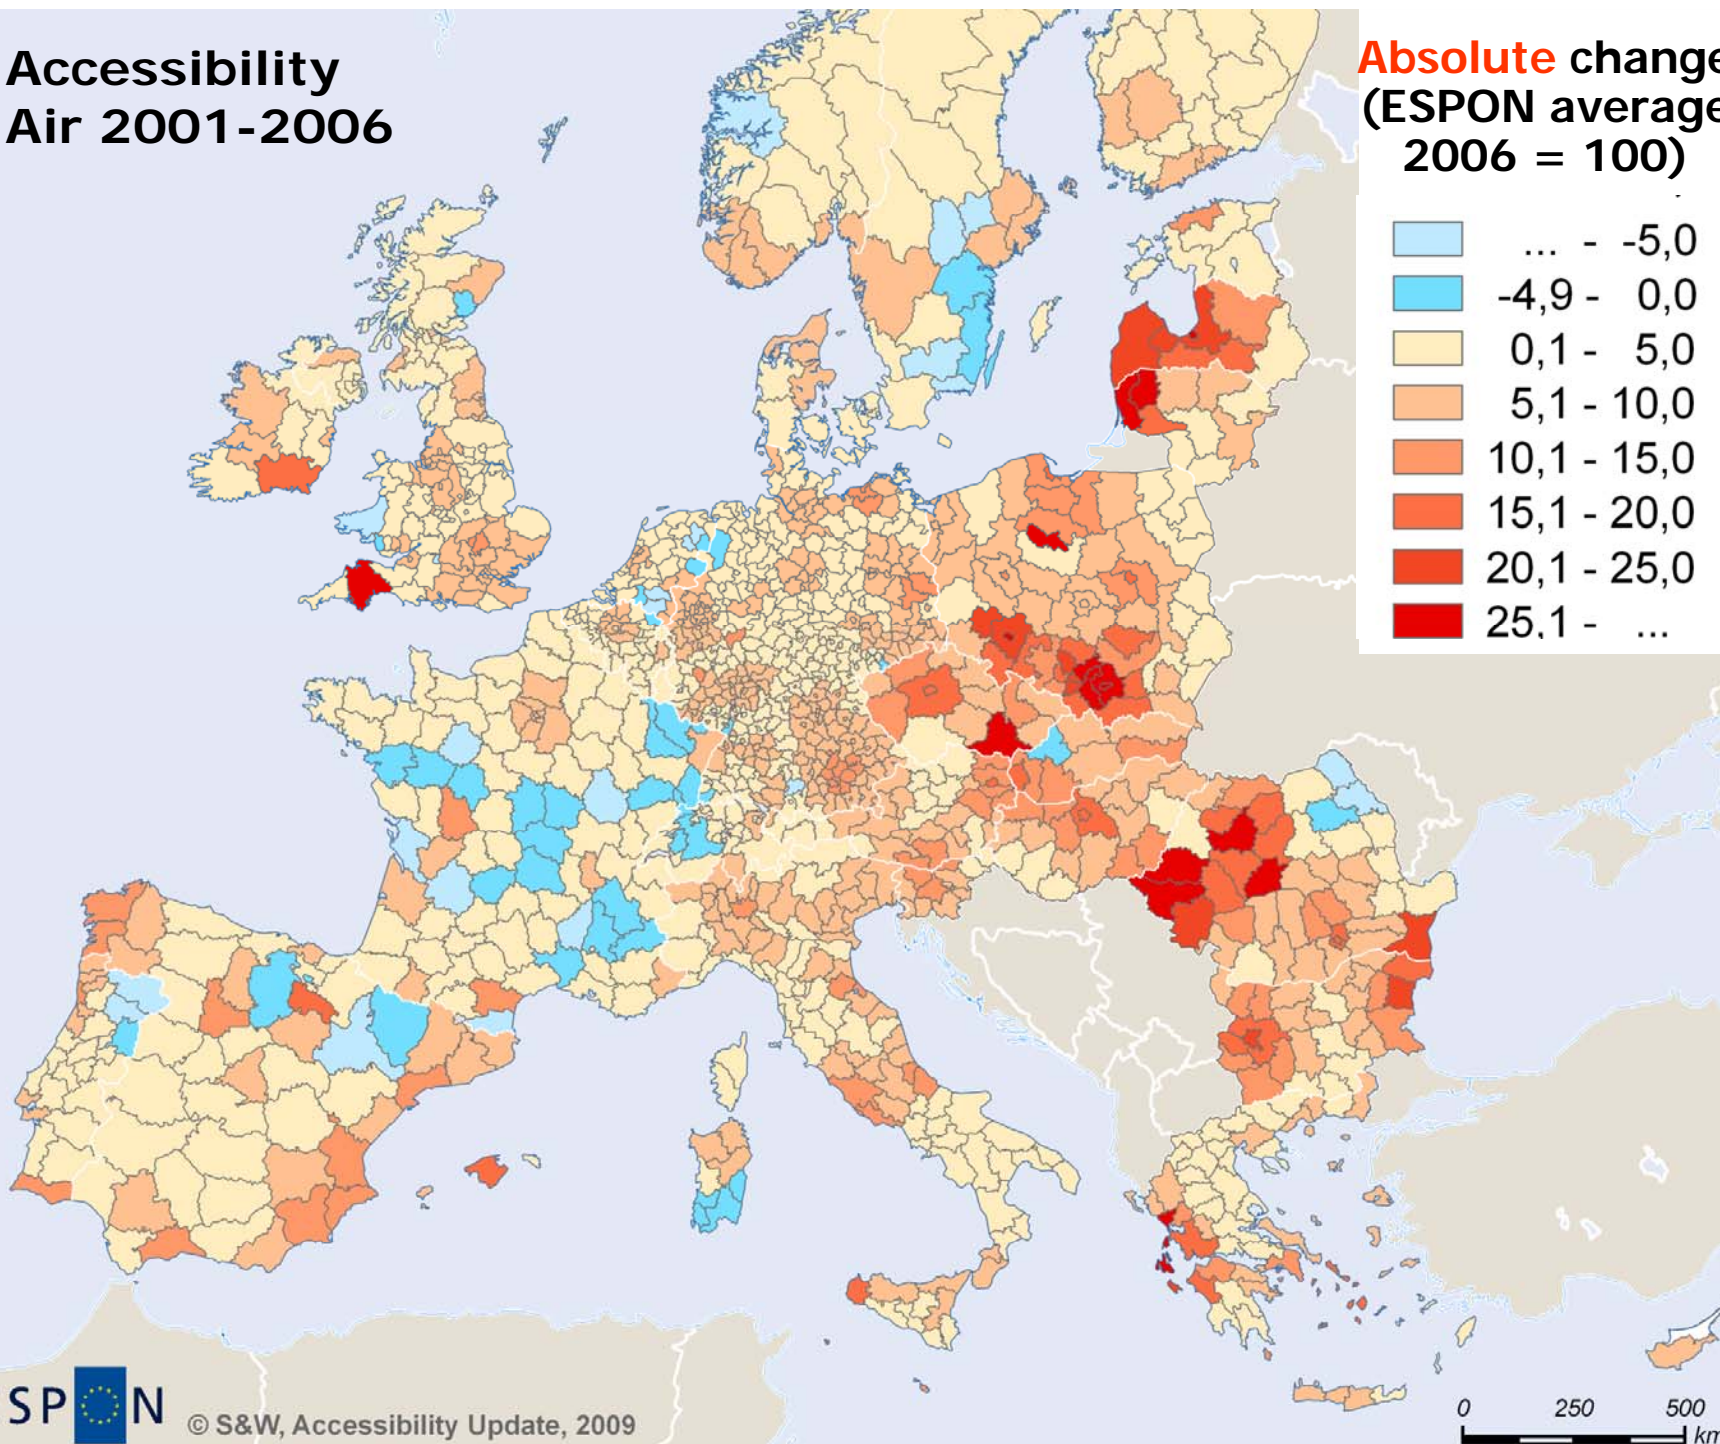 Accessibility
Air 2001-2006
Absolute change
(ESPON average
2006 = 100)
... - -5,0
-4,9 - 0,0
0,1 - 5,0
5,1 - 10,0
10,1 - 15,0
15,1 - 20,0
20,1 - 25,0
25,1 - ...
SP N
© S&W, Accessibility Update, 2009
0 250 500
km